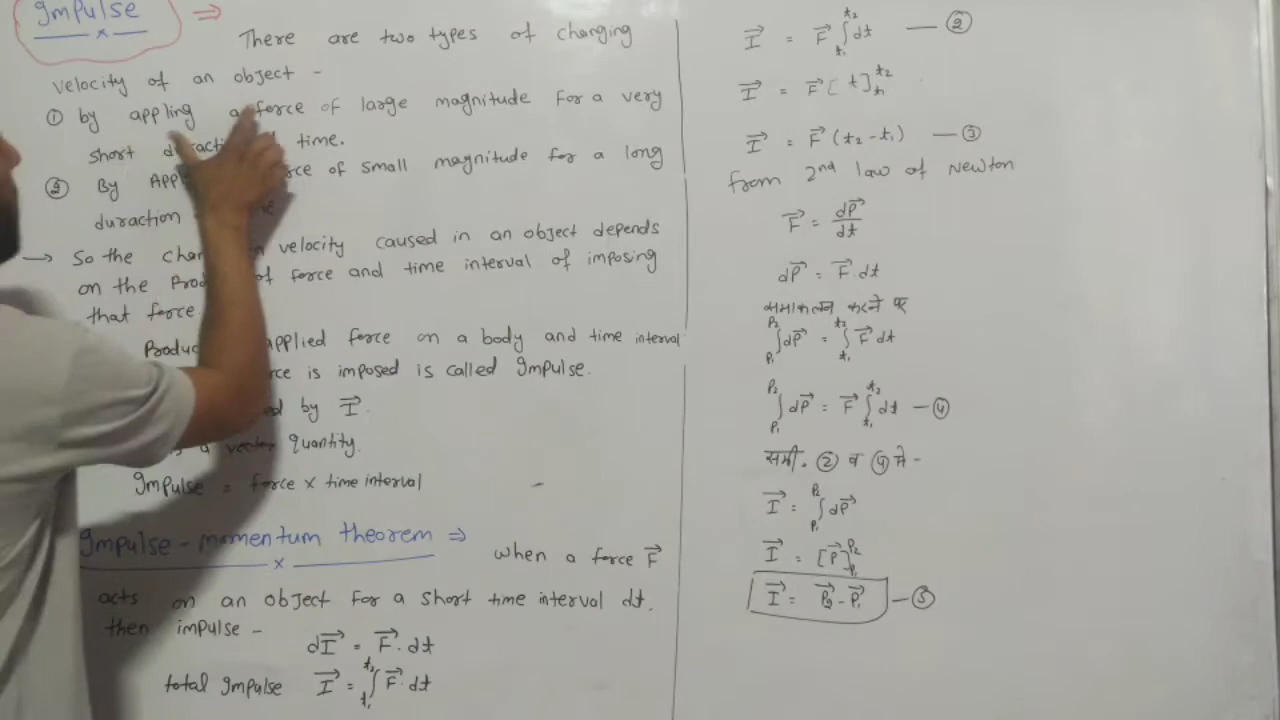 Impulse ⇒
There are two types of changing
velocity of an object -
① by appling a force of large magnitude for a very
short time.
② By of small magnitude for a long
duraction
→ So the velocity caused in an object depends
on the of force and time interval of imposing
that force
applied force on a body and time interval
is imposed is called Impulse.
by I⃗.
a vector quantity.
Impulse = force × time interval
Impulse - momentum theorem ⇒
when a force F⃗
acts on an object for a short time interval dt.
then impulse -
dI⃗ = F⃗. dt
total Impulse I⃗ = ∫t₁t₂ F⃗. dt
I⃗ = F⃗ ∫t₁t₂ dt — ②
I⃗ = F⃗ [ t ]t₁t₂
I⃗ = F⃗ (t₂ - t₁) — ③
from 2nd law of Newton
F⃗ = dP⃗/dt
dP⃗ = F⃗. dt
समाकलन करने पर
∫P₁P₂ dP⃗ = ∫t₁t₂ F⃗ dt
∫P₁P₂ dP⃗ = F⃗ ∫t₁t₂ dt — ④
समी. ② व ④ से -
I⃗ = ∫P₁P₂ dP⃗
I⃗ = [P⃗]P₁P₂
I⃗ = P⃗₂ - P⃗₁ — ⑤